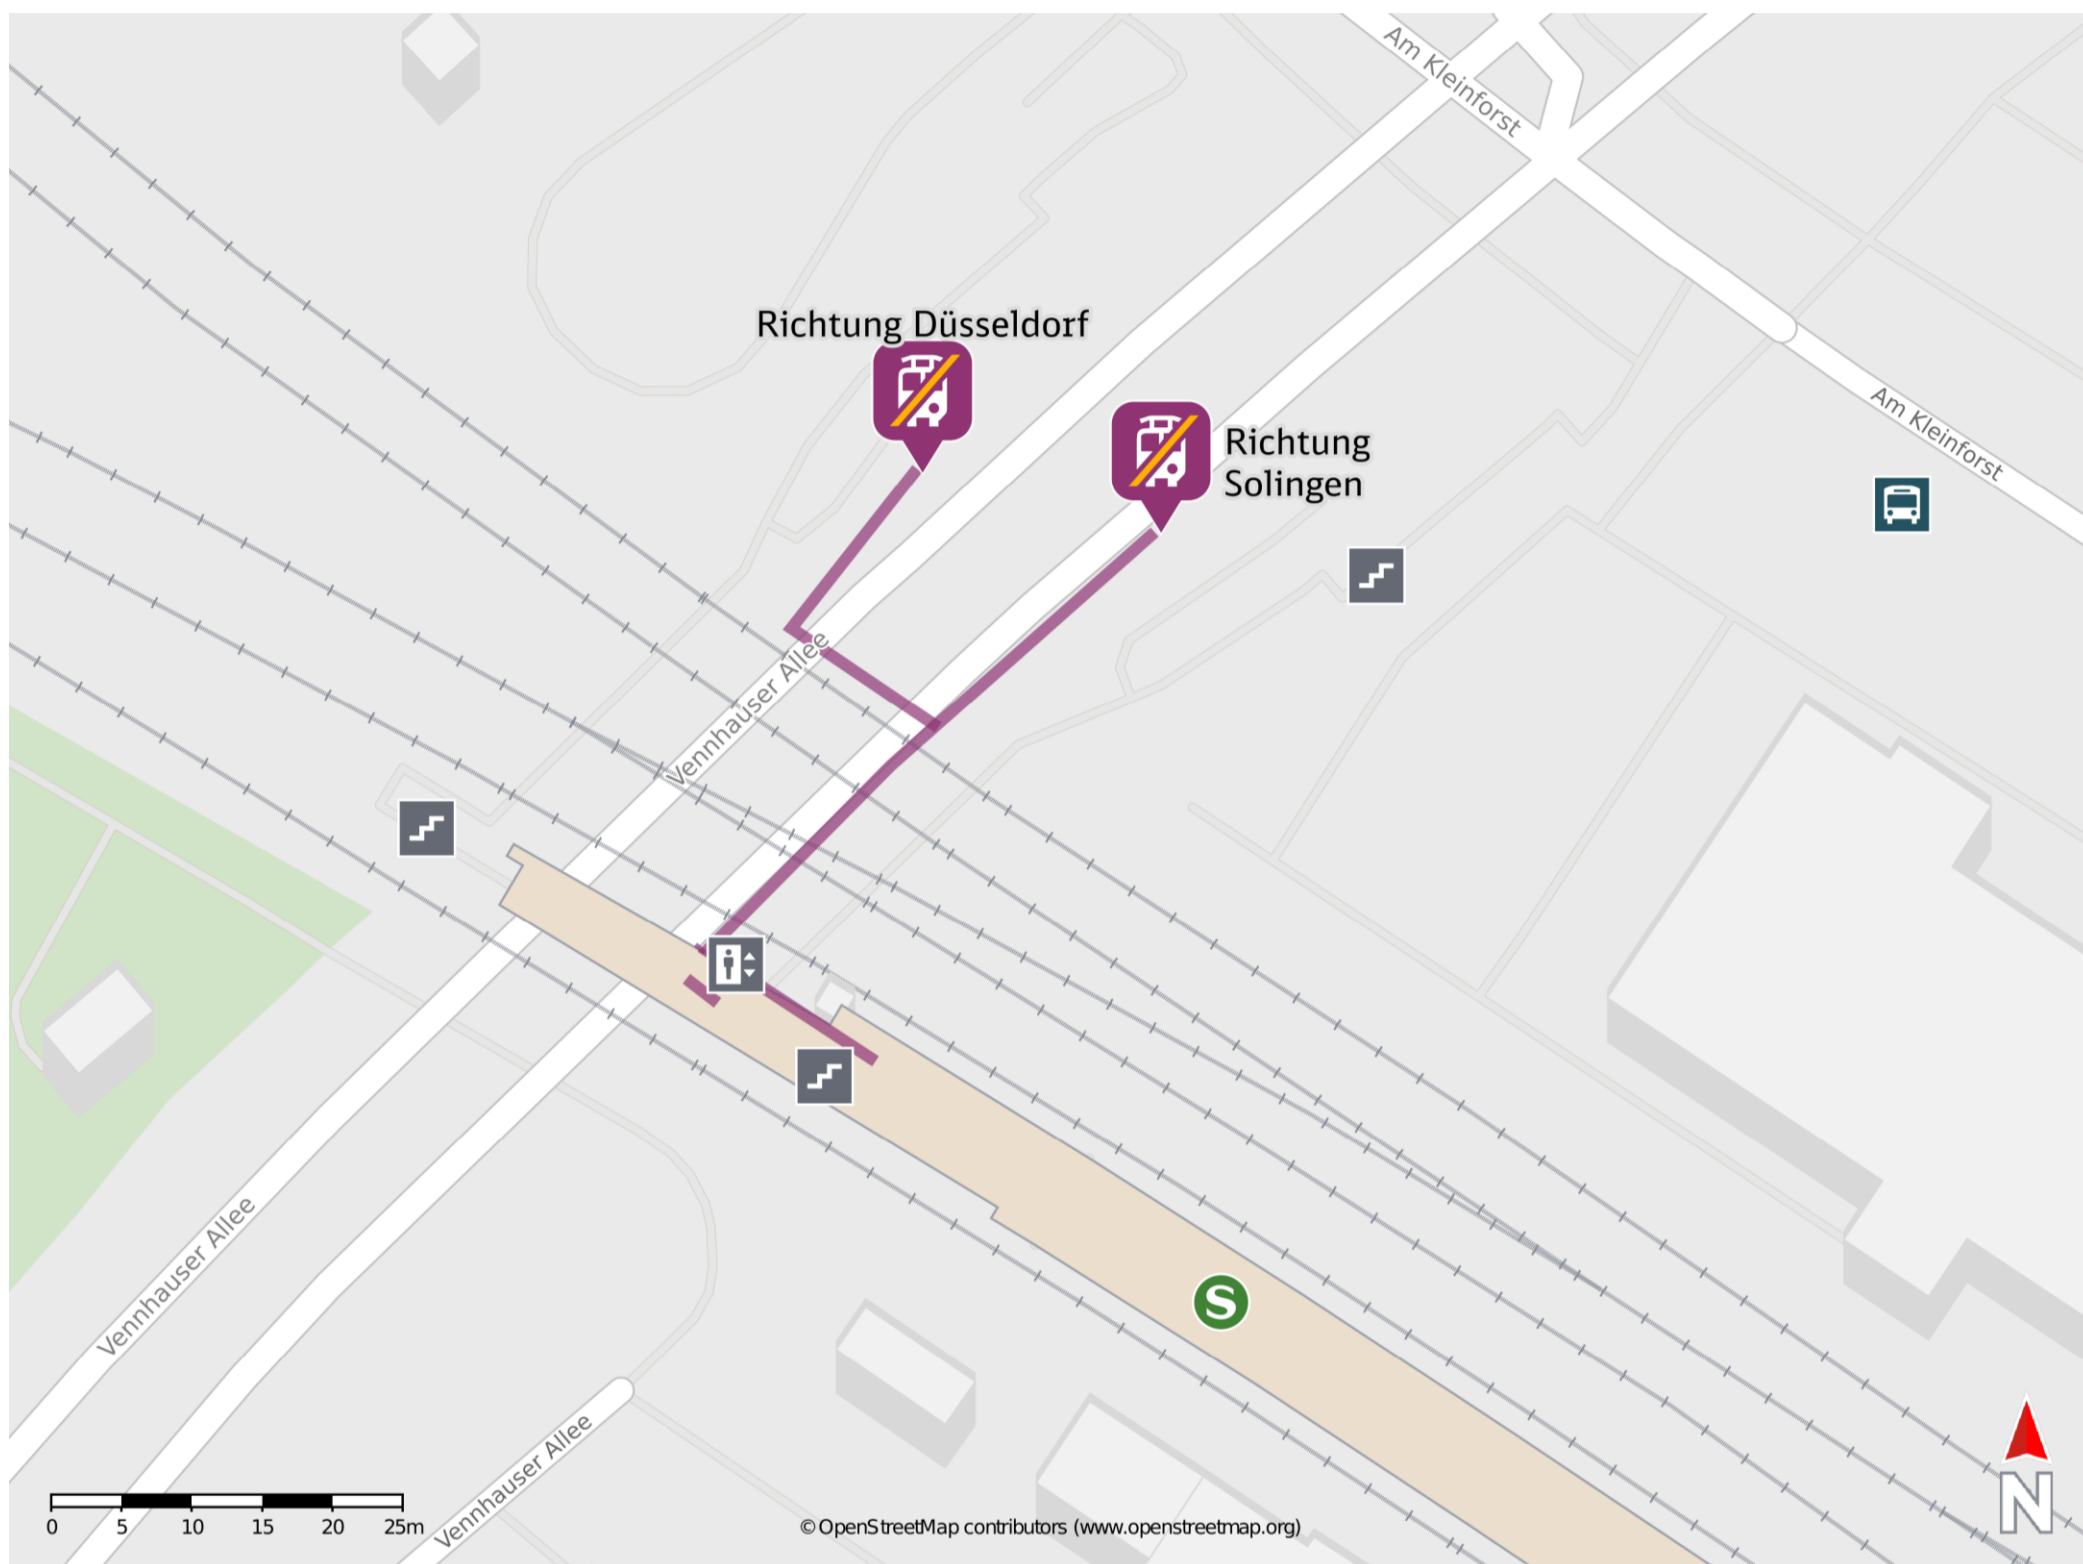 Am Kleinforst
Richtung Düsseldorf
Richtung
Solingen
Am Kleinforst
Vennhauser Allee
S
Vennhauser Allee
Vennhauser Allee
0 5 10 15 20 25m
© OpenStreetMap contributors (www.openstreetmap.org)
N